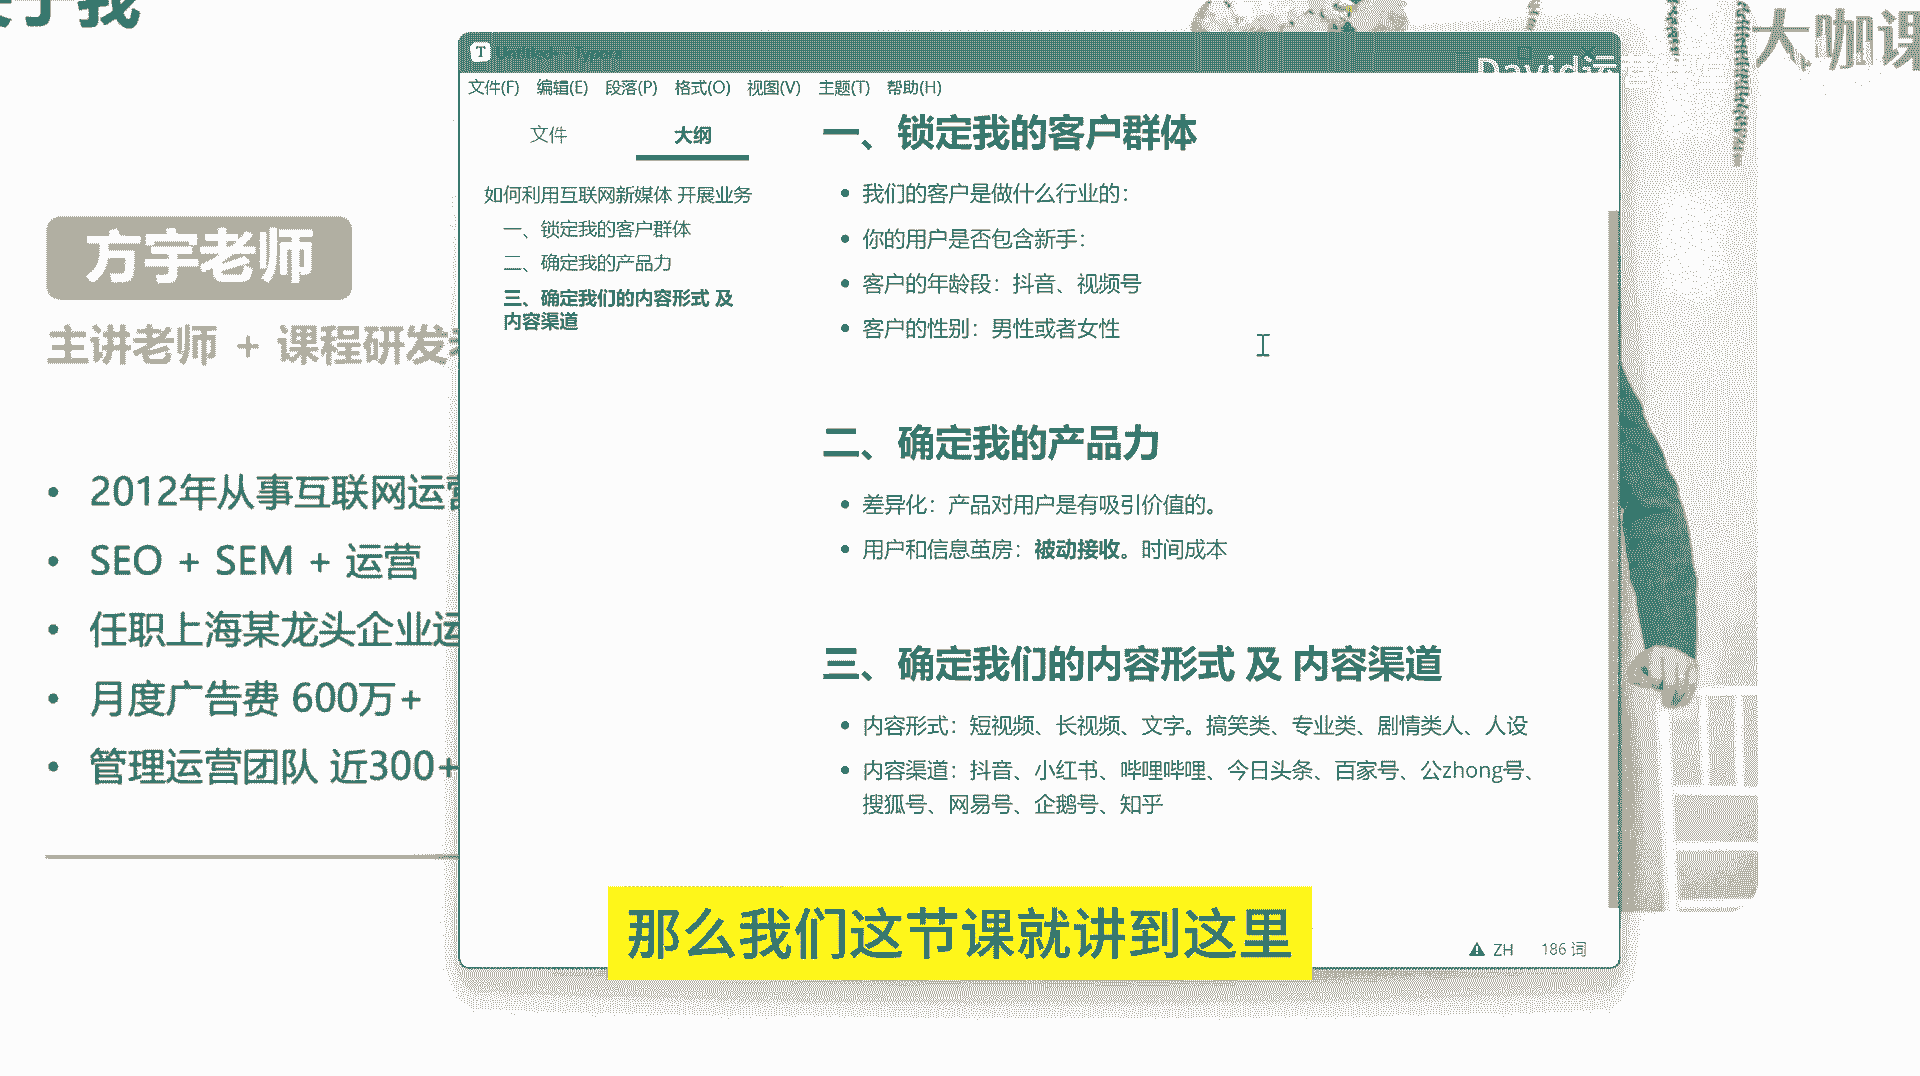 关于我
大咖课
Untitled - Typora
David运
文件(F) 编辑(E) 段落(P) 格式(O) 视图(V) 主题(T) 帮助(H)
文件 大纲
如何利用互联网新媒体 开展业务
一、锁定我的客户群体
二、确定我的产品力
三、确定我们的内容形式 及
内容渠道
一、锁定我的客户群体
• 我们的客户是做什么行业的：
• 你的用户是否包含新手：
• 客户的年龄段：抖音、视频号
• 客户的性别：男性或者女性
二、确定我的产品力
• 差异化：产品对用户是有吸引价值的。
• 用户和信息茧房：被动接收。时间成本
三、确定我们的内容形式 及 内容渠道
• 内容形式：短视频、长视频、文字。搞笑类、专业类、剧情类人、人设
• 内容渠道：抖音、小红书、哔哩哔哩、今日头条、百家号、公zhong号、
搜狐号、网易号、企鹅号、知乎
ZH 186 词
方宇老师
主讲老师 + 课程研发
• 2012年从事互联网运营
• SEO + SEM + 运营
• 任职上海某龙头企业运
• 月度广告费 600万+
• 管理运营团队 近300+
那么我们这节课就讲到这里